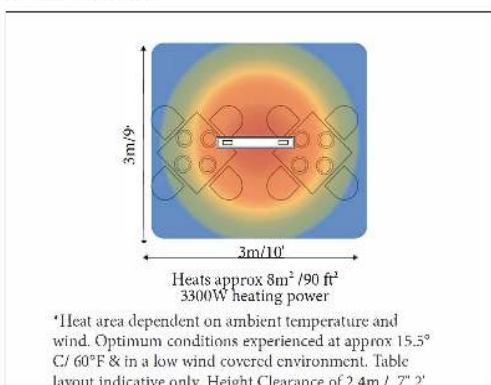 3m/9'
3m/10'
Heats approx 8m² /90 ft²
3300W heating power
*Heat area dependent on ambient temperature and
wind. Optimum conditions experienced at approx 15.5°
C/ 60°F & in a low wind covered environment. Table
layout indicative only. Height Clearance of 2.4m / 7" 2'